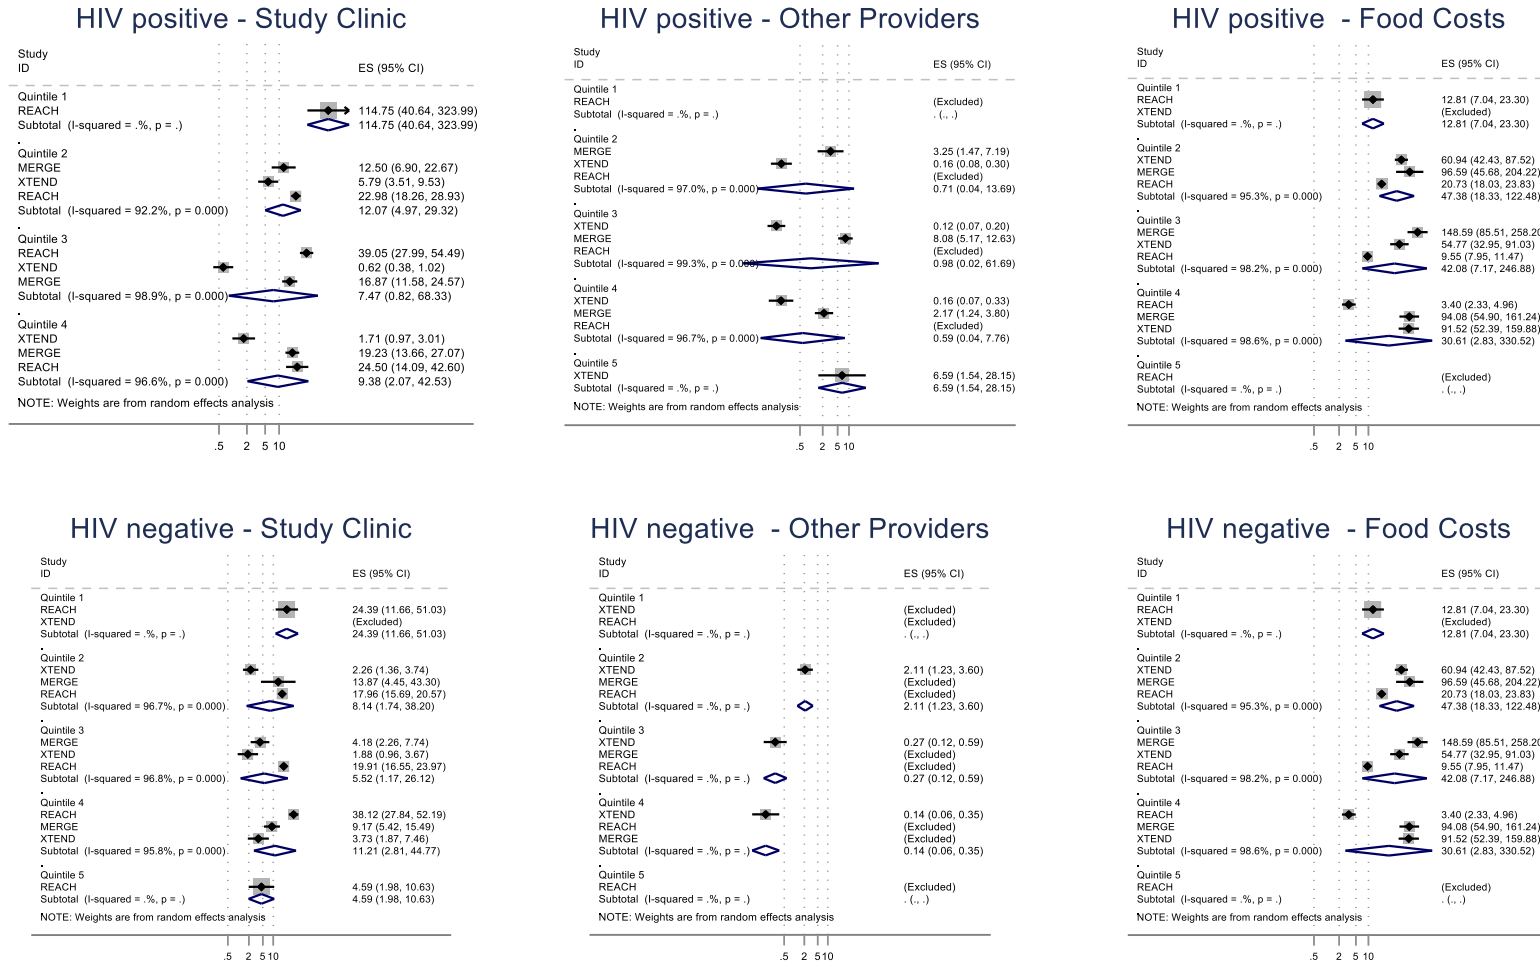 HIV positive - Study Clinic
Study
ID ES (95% CI)
Quintile 1
REACH 114.75 (40.64, 323.99)
Subtotal (I-squared = .%, p = .) 114.75 (40.64, 323.99)
.
Quintile 2
MERGE 12.50 (6.90, 22.67)
XTEND 5.79 (3.51, 9.53)
REACH 22.98 (18.26, 28.93)
Subtotal (I-squared = 92.2%, p = 0.000) 12.07 (4.97, 29.32)
.
Quintile 3
REACH 39.05 (27.99, 54.49)
XTEND 0.62 (0.38, 1.02)
MERGE 16.87 (11.58, 24.57)
Subtotal (I-squared = 98.9%, p = 0.000) 7.47 (0.82, 68.33)
.
Quintile 4
XTEND 1.71 (0.97, 3.01)
MERGE 19.23 (13.66, 27.07)
REACH 24.50 (14.09, 42.60)
Subtotal (I-squared = 96.6%, p = 0.000) 9.38 (2.07, 42.53)
.
NOTE: Weights are from random effects analysis
.5 2 5 10
HIV positive - Other Providers
Study
ID ES (95% CI)
Quintile 1
REACH (Excluded)
Subtotal (I-squared = .%, p = .) . (., .)
.
Quintile 2
MERGE 3.25 (1.47, 7.19)
XTEND 0.16 (0.08, 0.30)
REACH (Excluded)
Subtotal (I-squared = 97.0%, p = 0.000) 0.71 (0.04, 13.69)
.
Quintile 3
XTEND 0.12 (0.07, 0.20)
MERGE 8.08 (5.17, 12.63)
REACH (Excluded)
Subtotal (I-squared = 99.3%, p = 0.000) 0.98 (0.02, 61.69)
.
Quintile 4
XTEND 0.16 (0.07, 0.33)
MERGE 2.17 (1.24, 3.80)
REACH (Excluded)
Subtotal (I-squared = 96.7%, p = 0.000) 0.59 (0.04, 7.76)
.
Quintile 5
XTEND 6.59 (1.54, 28.15)
Subtotal (I-squared = .%, p = .) 6.59 (1.54, 28.15)
.
NOTE: Weights are from random effects analysis
.5 2 5 10
HIV positive - Food Costs
Study
ID ES (95% CI)
Quintile 1
REACH 12.81 (7.04, 23.30)
XTEND (Excluded)
Subtotal (I-squared = .%, p = .) 12.81 (7.04, 23.30)
.
Quintile 2
XTEND 60.94 (42.43, 87.52)
MERGE 96.59 (45.68, 204.22)
REACH 20.73 (18.03, 23.83)
Subtotal (I-squared = 95.3%, p = 0.000) 47.38 (18.33, 122.48)
.
Quintile 3
MERGE 148.59 (85.51, 258.20
XTEND 54.77 (32.95, 91.03)
REACH 9.55 (7.95, 11.47)
Subtotal (I-squared = 98.2%, p = 0.000) 42.08 (7.17, 246.88)
.
Quintile 4
REACH 3.40 (2.33, 4.96)
MERGE 94.08 (54.90, 161.24)
XTEND 91.52 (52.39, 159.88)
Subtotal (I-squared = 98.6%, p = 0.000) 30.61 (2.83, 330.52)
.
Quintile 5
REACH (Excluded)
Subtotal (I-squared = .%, p = .) . (., .)
.
NOTE: Weights are from random effects analysis
.5 2 5 10
HIV negative - Study Clinic
Study
ID ES (95% CI)
Quintile 1
REACH 24.39 (11.66, 51.03)
XTEND (Excluded)
Subtotal (I-squared = .%, p = .) 24.39 (11.66, 51.03)
.
Quintile 2
XTEND 2.26 (1.36, 3.74)
MERGE 13.87 (4.45, 43.30)
REACH 17.96 (15.69, 20.57)
Subtotal (I-squared = 96.7%, p = 0.000) 8.14 (1.74, 38.20)
.
Quintile 3
MERGE 4.18 (2.26, 7.74)
XTEND 1.88 (0.96, 3.67)
REACH 19.91 (16.55, 23.97)
Subtotal (I-squared = 96.8%, p = 0.000) 5.52 (1.17, 26.12)
.
Quintile 4
REACH 38.12 (27.84, 52.19)
MERGE 9.17 (5.42, 15.49)
XTEND 3.73 (1.87, 7.46)
Subtotal (I-squared = 95.8%, p = 0.000) 11.21 (2.81, 44.77)
.
Quintile 5
REACH 4.59 (1.98, 10.63)
Subtotal (I-squared = .%, p = .) 4.59 (1.98, 10.63)
.
NOTE: Weights are from random effects analysis
.5 2 5 10
HIV negative - Other Providers
Study
ID ES (95% CI)
Quintile 1
XTEND (Excluded)
REACH (Excluded)
Subtotal (I-squared = .%, p = .) . (., .)
.
Quintile 2
XTEND 2.11 (1.23, 3.60)
MERGE (Excluded)
REACH (Excluded)
Subtotal (I-squared = .%, p = .) 2.11 (1.23, 3.60)
.
Quintile 3
XTEND 0.27 (0.12, 0.59)
MERGE (Excluded)
REACH (Excluded)
Subtotal (I-squared = .%, p = .) 0.27 (0.12, 0.59)
.
Quintile 4
XTEND 0.14 (0.06, 0.35)
REACH (Excluded)
MERGE (Excluded)
Subtotal (I-squared = .%, p = .) 0.14 (0.06, 0.35)
.
Quintile 5
REACH (Excluded)
Subtotal (I-squared = .%, p = .) . (., .)
.
NOTE: Weights are from random effects analysis
.5 2 5 10
HIV negative - Food Costs
Study
ID ES (95% CI)
Quintile 1
REACH 12.81 (7.04, 23.30)
XTEND (Excluded)
Subtotal (I-squared = .%, p = .) 12.81 (7.04, 23.30)
.
Quintile 2
XTEND 60.94 (42.43, 87.52)
MERGE 96.59 (45.68, 204.22)
REACH 20.73 (18.03, 23.83)
Subtotal (I-squared = 95.3%, p = 0.000) 47.38 (18.33, 122.48)
.
Quintile 3
MERGE 148.59 (85.51, 258.20
XTEND 54.77 (32.95, 91.03)
REACH 9.55 (7.95, 11.47)
Subtotal (I-squared = 98.2%, p = 0.000) 42.08 (7.17, 246.88)
.
Quintile 4
REACH 3.40 (2.33, 4.96)
MERGE 94.08 (54.90, 161.24)
XTEND 91.52 (52.39, 159.88)
Subtotal (I-squared = 98.6%, p = 0.000) 30.61 (2.83, 330.52)
.
Quintile 5
REACH (Excluded)
Subtotal (I-squared = .%, p = .) . (., .)
.
NOTE: Weights are from random effects analysis
.5 2 5 10